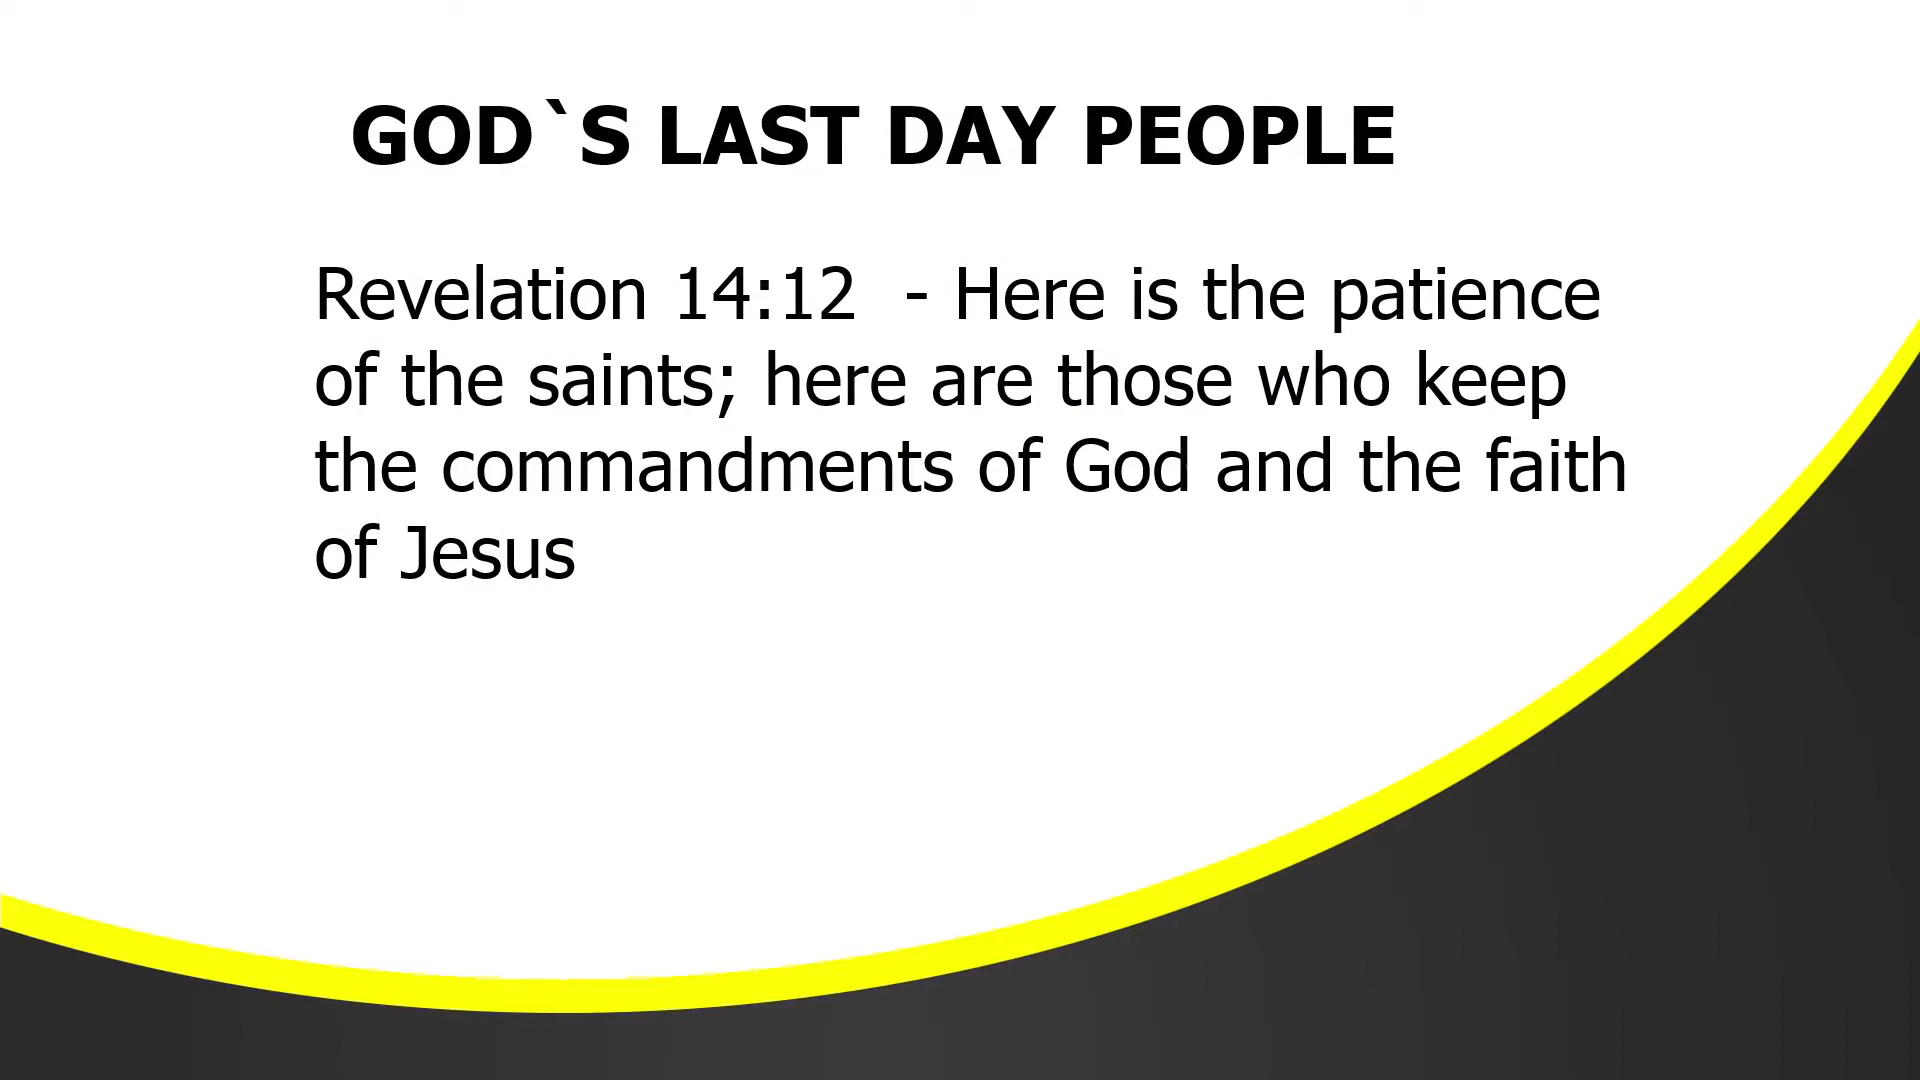 GOD`S LAST DAY PEOPLE
Revelation 14:12  - Here is the patience
of the saints; here are those who keep
the commandments of God and the faith
of Jesus